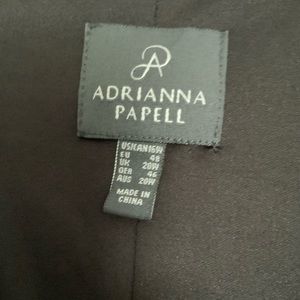 ADRIANNA
PAPELL
US/CAN 16W
EU 48
UK 20W
GER 46
AUS 20W
MADE IN
CHINA